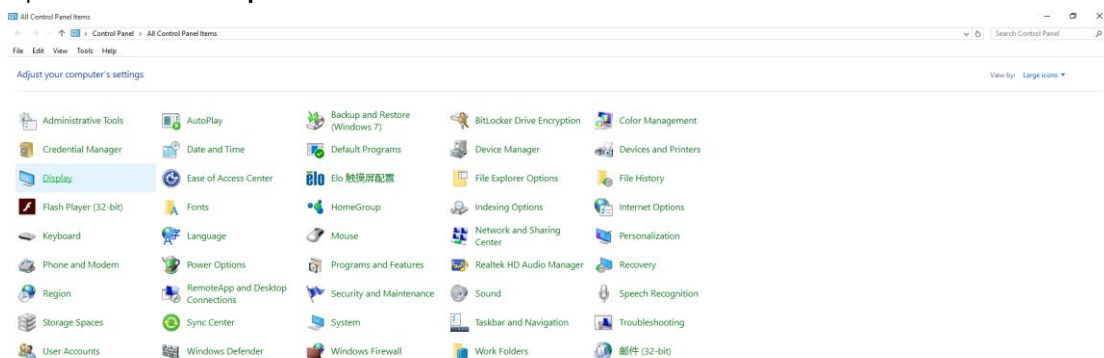 All Control Panel Items
Control Panel > All Control Panel Items
Search Control Panel
File Edit View Tools Help
Adjust your computer's settings
View by: Large icons
Administrative Tools
AutoPlay
Backup and Restore
(Windows 7)
BitLocker Drive Encryption
Color Management
Credential Manager
Date and Time
Default Programs
Device Manager
Devices and Printers
Display
Ease of Access Center
elo Elo 触摸屏配置
File Explorer Options
File History
Flash Player (32-bit)
Fonts
HomeGroup
Indexing Options
Internet Options
Keyboard
Language
Mouse
Network and Sharing
Center
Personalization
Phone and Modem
Power Options
Programs and Features
Realtek HD Audio Manager
Recovery
Region
RemoteApp and Desktop
Connections
Security and Maintenance
Sound
Speech Recognition
Storage Spaces
Sync Center
System
Taskbar and Navigation
Troubleshooting
User Accounts
Windows Defender
Windows Firewall
Work Folders
邮件 (32-bit)